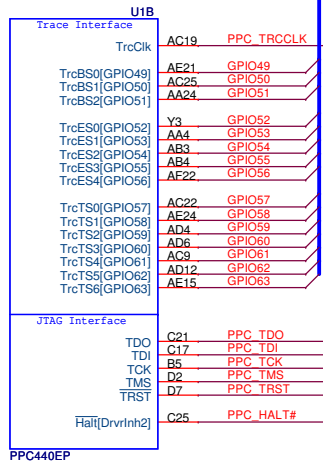 U1B
Trace Interface
TrcClk AC19 PPC_TRCCLK
TrcBS0[GPIO49] AE21 GPIO49
TrcBS1[GPIO50] AC25 GPIO50
TrcBS2[GPIO51] AA24 GPIO51
TrcES0[GPIO52] Y3 GPIO52
TrcES1[GPIO53] AA4 GPIO53
TrcES2[GPIO54] AB3 GPIO54
TrcES3[GPIO55] AB4 GPIO55
TrcES4[GPIO56] AF22 GPIO56
TrcTS0[GPIO57] AC22 GPIO57
TrcTS1[GPIO58] AE24 GPIO58
TrcTS2[GPIO59] AD4 GPIO59
TrcTS3[GPIO60] AD6 GPIO60
TrcTS4[GPIO61] AC9 GPIO61
TrcTS5[GPIO62] AD12 GPIO62
TrcTS6[GPIO63] AE15 GPIO63
JTAG Interface
TDO C21 PPC_TDO
TDI C17 PPC_TDI
TCK B5 PPC_TCK
TMS D2 PPC_TMS
TRST D7 PPC_TRST
Halt[DrvrInh2] C25 PPC_HALT#
PPC440EP